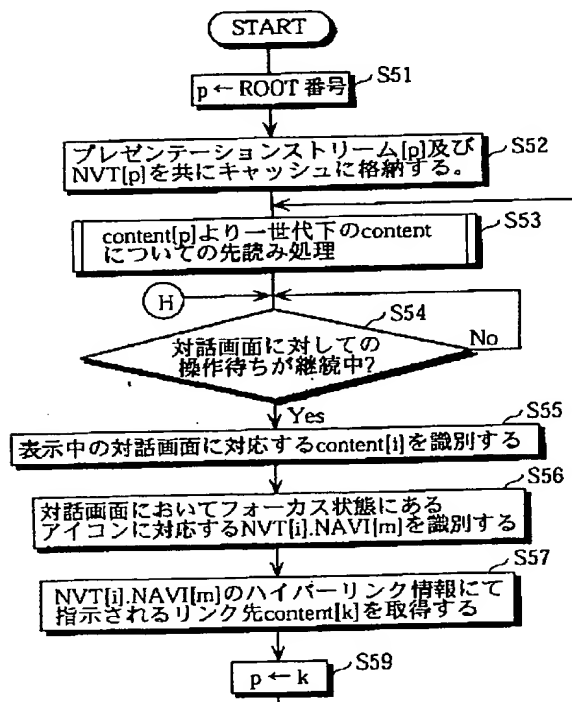 START
S51
p ← ROOT 番号
S52
プレゼンテーションストリーム[p]及び
NVT[p]を共にキャッシュに格納する。
S53
content[p]より一世代下のcontent
についての先読み処理
H
S54
No
対話画面に対しての
操作待ちが継続中?
Yes
S55
表示中の対話画面に対応するcontent[i]を識別する
S56
対話画面においてフォーカス状態にある
アイコンに対応するNVT[i].NAVI[m]を識別する
S57
NVT[i].NAVI[m]のハイパーリンク情報にて
指示されるリンク先content[k]を取得する
S59
p ← k